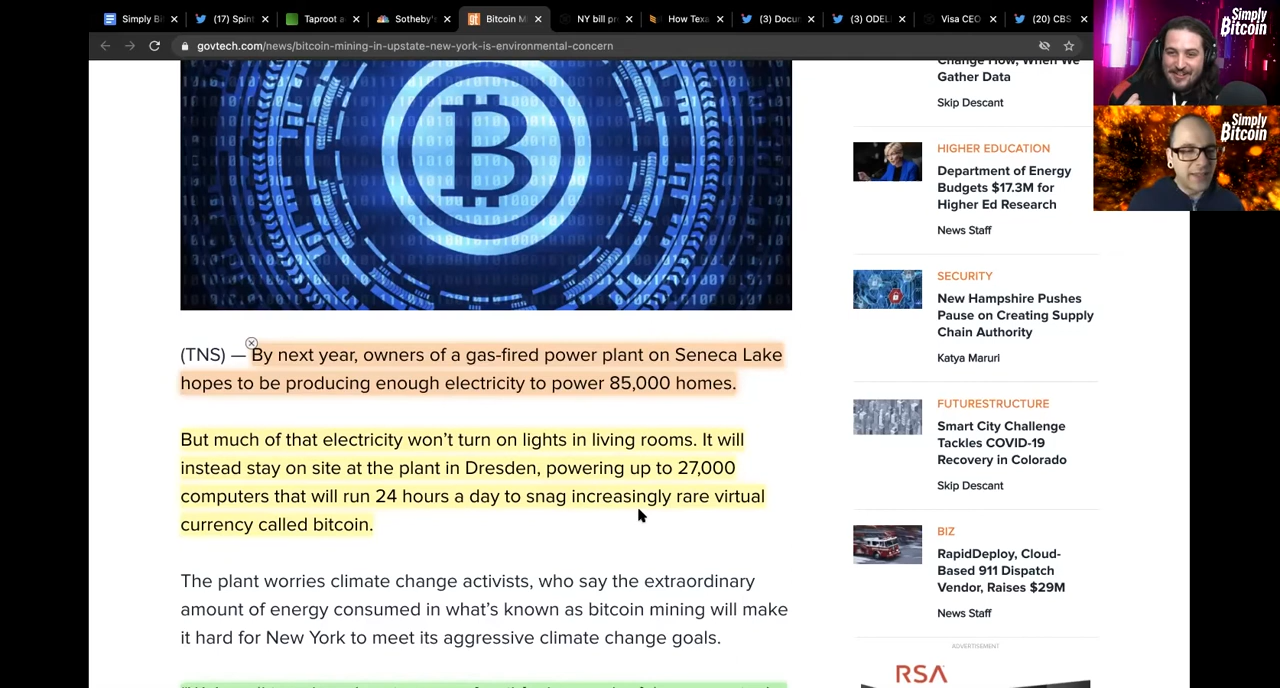 Simply Bi
(17) Spin
Taproot a
Sotheby's
Bitcoin M
NY bill pr
How Texa
(3) Docu
(3) ODEL
Visa CEO
(20) CBS
govtech.com/news/bitcoin-mining-in-upstate-new-york-is-environmental-concern
Simply
Bitcoin
Simply
Bitcoin
Change How, When We
Gather Data
Skip Descant
HIGHER EDUCATION
Department of Energy
Budgets $17.3M for
Higher Ed Research
News Staff
SECURITY
New Hampshire Pushes
Pause on Creating Supply
Chain Authority
Katya Maruri
(TNS) — By next year, owners of a gas-fired power plant on Seneca Lake
hopes to be producing enough electricity to power 85,000 homes.
But much of that electricity won't turn on lights in living rooms. It will
instead stay on site at the plant in Dresden, powering up to 27,000
computers that will run 24 hours a day to snag increasingly rare virtual
currency called bitcoin.
The plant worries climate change activists, who say the extraordinary
amount of energy consumed in what's known as bitcoin mining will make
it hard for New York to meet its aggressive climate change goals.
FUTURESTRUCTURE
Smart City Challenge
Tackles COVID-19
Recovery in Colorado
Skip Descant
BIZ
RapidDeploy, Cloud-
Based 911 Dispatch
Vendor, Raises $29M
News Staff
ADVERTISEMENT
RSA